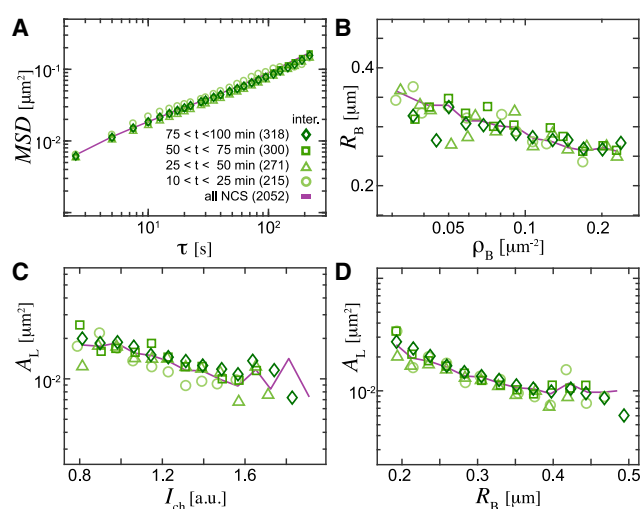 A
MSD [μm²]
10⁻¹
10⁻²
inter.
75 < t <100 min (318)
50 < t < 75 min (300)
25 < t < 50 min (271)
10 < t < 25 min (215)
all NCS (2052)
10¹
10²
τ [s]
B
R_B [μm]
0.4
0.2
0.05
0.1
0.2
ρ_B [μm⁻²]
C
A_L [μm²]
10⁻²
0.8
1.2
1.6
I_ch [a.u.]
D
A_L [μm²]
10⁻²
0.2
0.3
0.4
0.5
R_B [μm]